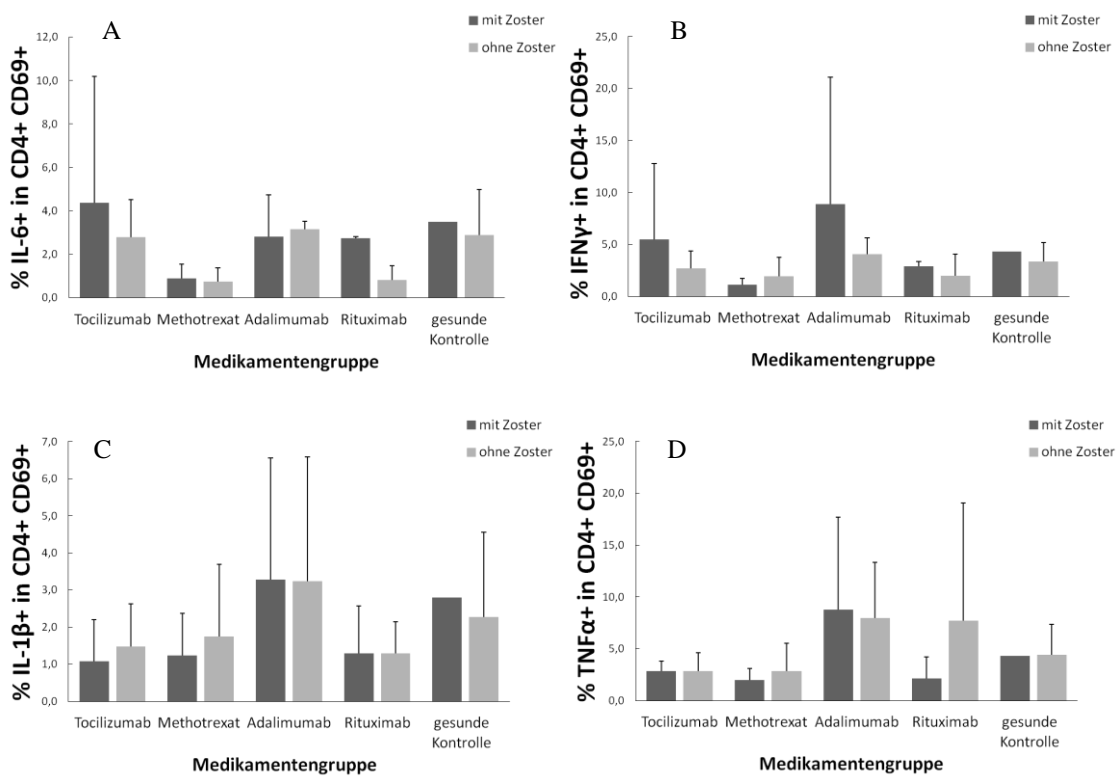 A
mit Zoster
ohne Zoster
% IL-6+ in CD4+ CD69+
12,0
10,0
8,0
6,0
4,0
2,0
0,0
Tocilizumab Methotrexat Adalimumab Rituximab gesunde
Kontrolle
Medikamentengruppe
B
mit Zoster
ohne Zoster
% IFNγ+ in CD4+ CD69+
25,0
20,0
15,0
10,0
5,0
0,0
Tocilizumab Methotrexat Adalimumab Rituximab gesunde
Kontrolle
Medikamentengruppe
C
mit Zoster
ohne Zoster
% IL-1β+ in CD4+ CD69+
7,0
6,0
5,0
4,0
3,0
2,0
1,0
0,0
Tocilizumab Methotrexat Adalimumab Rituximab gesunde
Kontrolle
Medikamentengruppe
D
mit Zoster
ohne Zoster
% TNFα+ in CD4+ CD69+
25,0
20,0
15,0
10,0
5,0
0,0
Tocilizumab Methotrexat Adalimumab Rituximab gesunde
Kontrolle
Medikamentengruppe